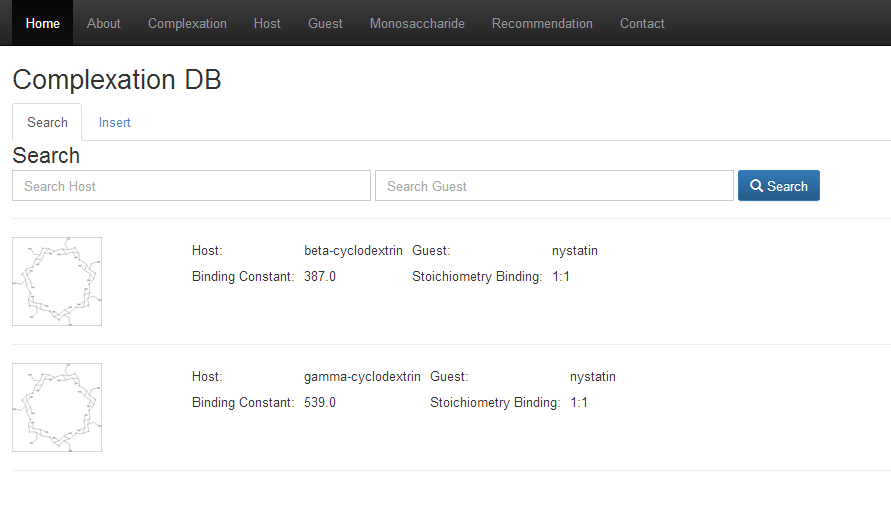 Home About Complexation Host Guest Monosaccharide Recommendation Contact
Complexation DB
Search Insert
Search
Search Host Search Guest Search
Host: beta-cyclodextrin Guest: nystatin
Binding Constant: 387.0 Stoichiometry Binding: 1:1
Host: gamma-cyclodextrin Guest: nystatin
Binding Constant: 539.0 Stoichiometry Binding: 1:1